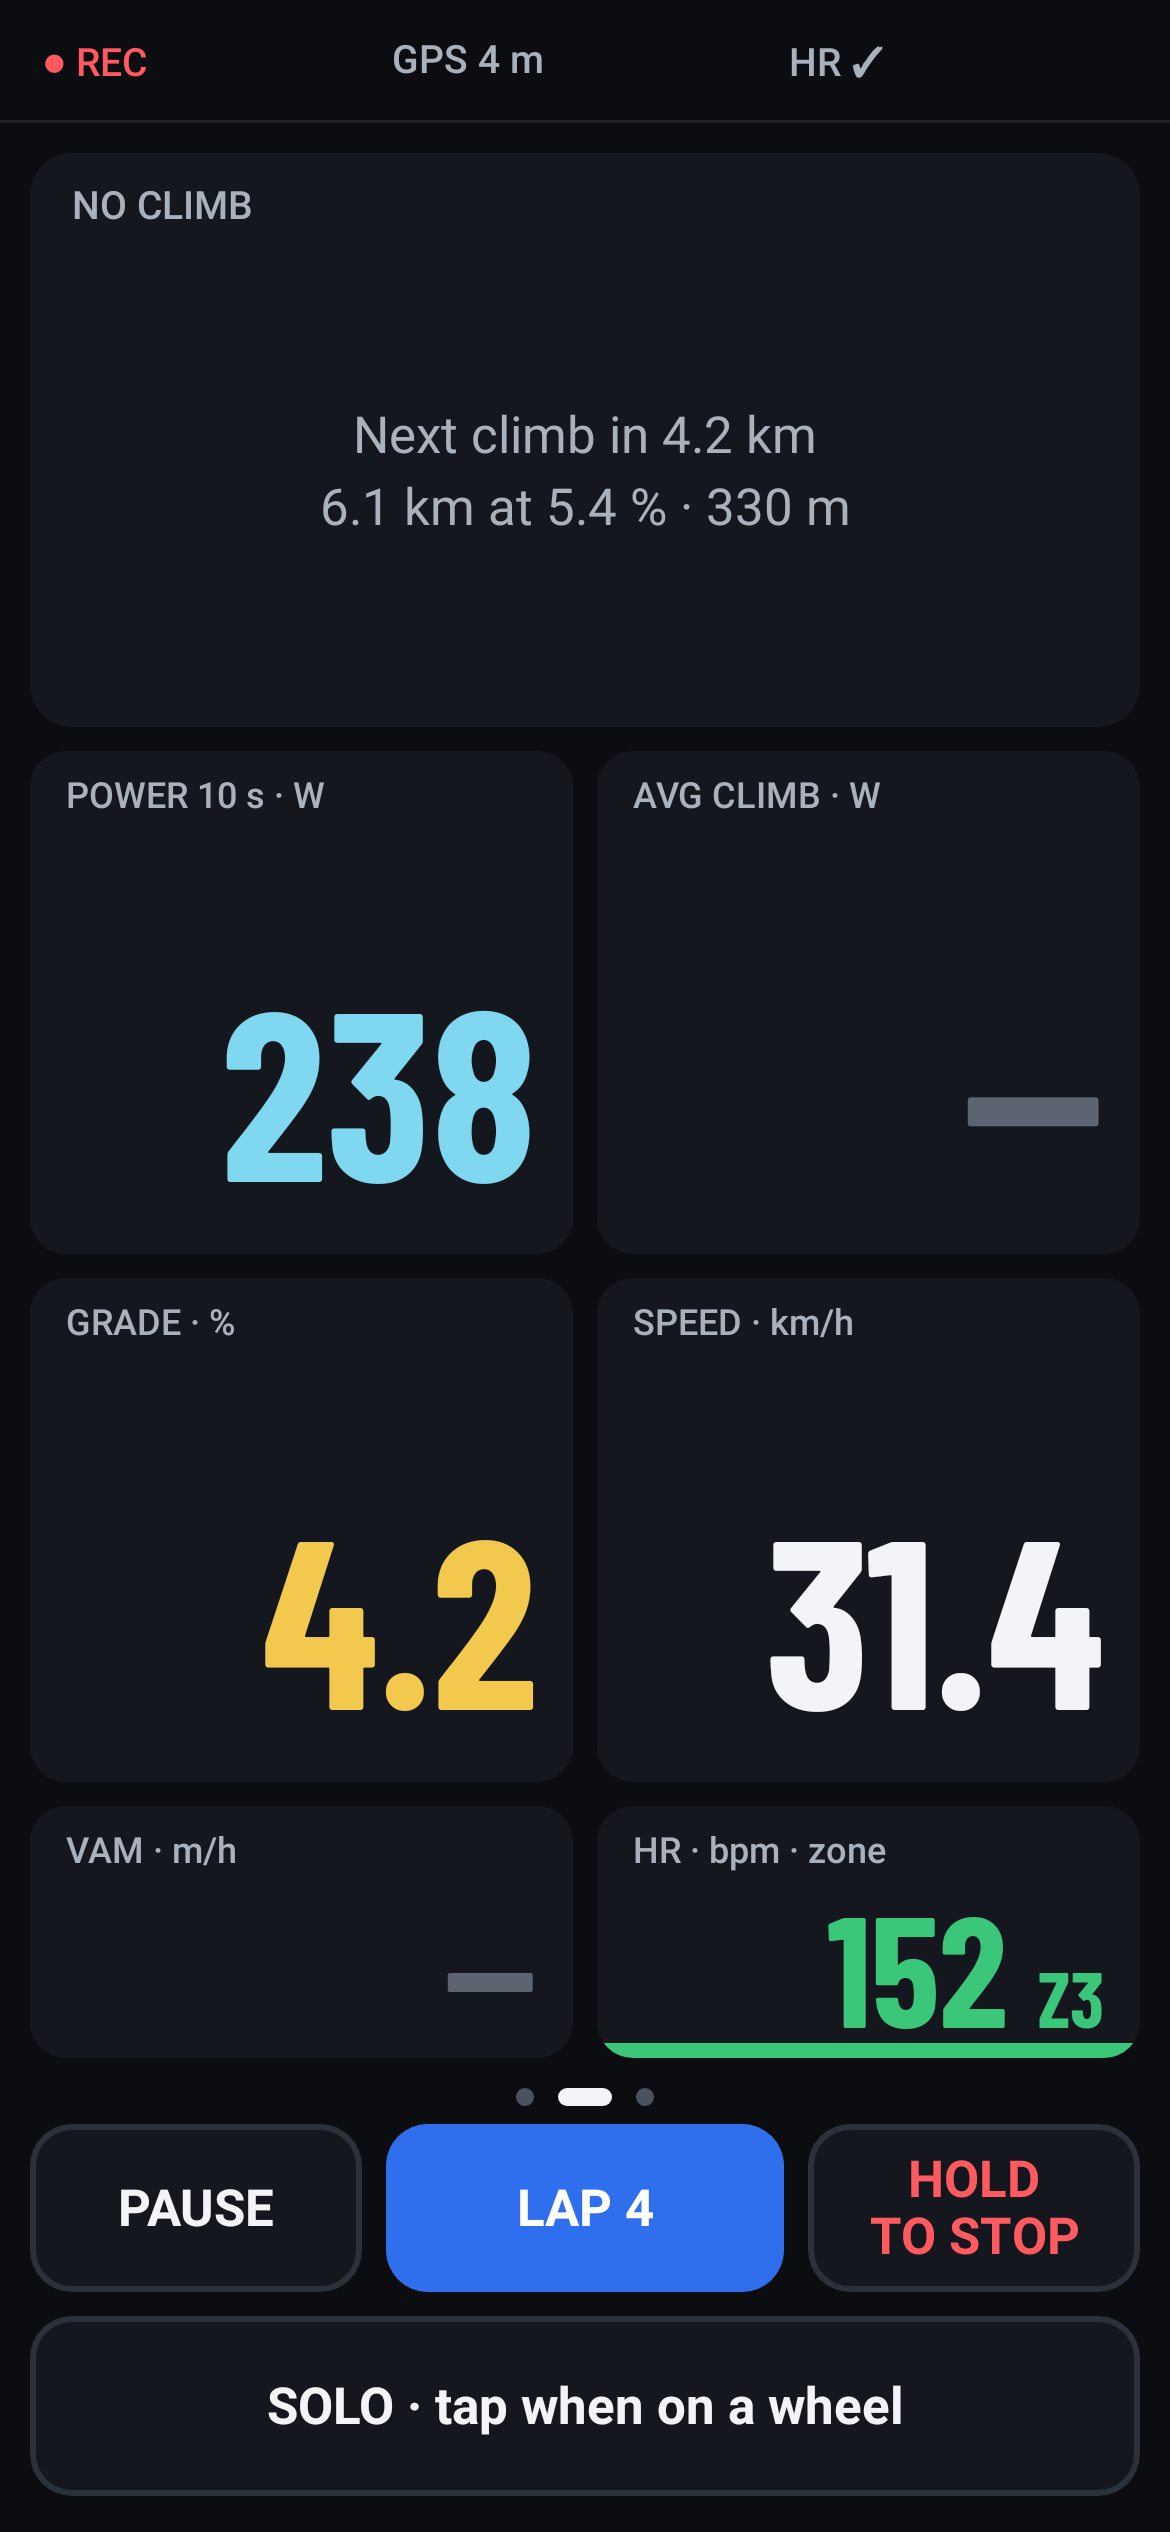 ● REC
GPS 4 m
HR ✓
NO CLIMB
Next climb in 4.2 km
6.1 km at 5.4 % · 330 m
POWER 10 s · W
238
AVG CLIMB · W
—
GRADE · %
4.2
SPEED · km/h
31.4
VAM · m/h
—
HR · bpm · zone
152 Z3
PAUSE
LAP 4
HOLD
TO STOP
SOLO · tap when on a wheel